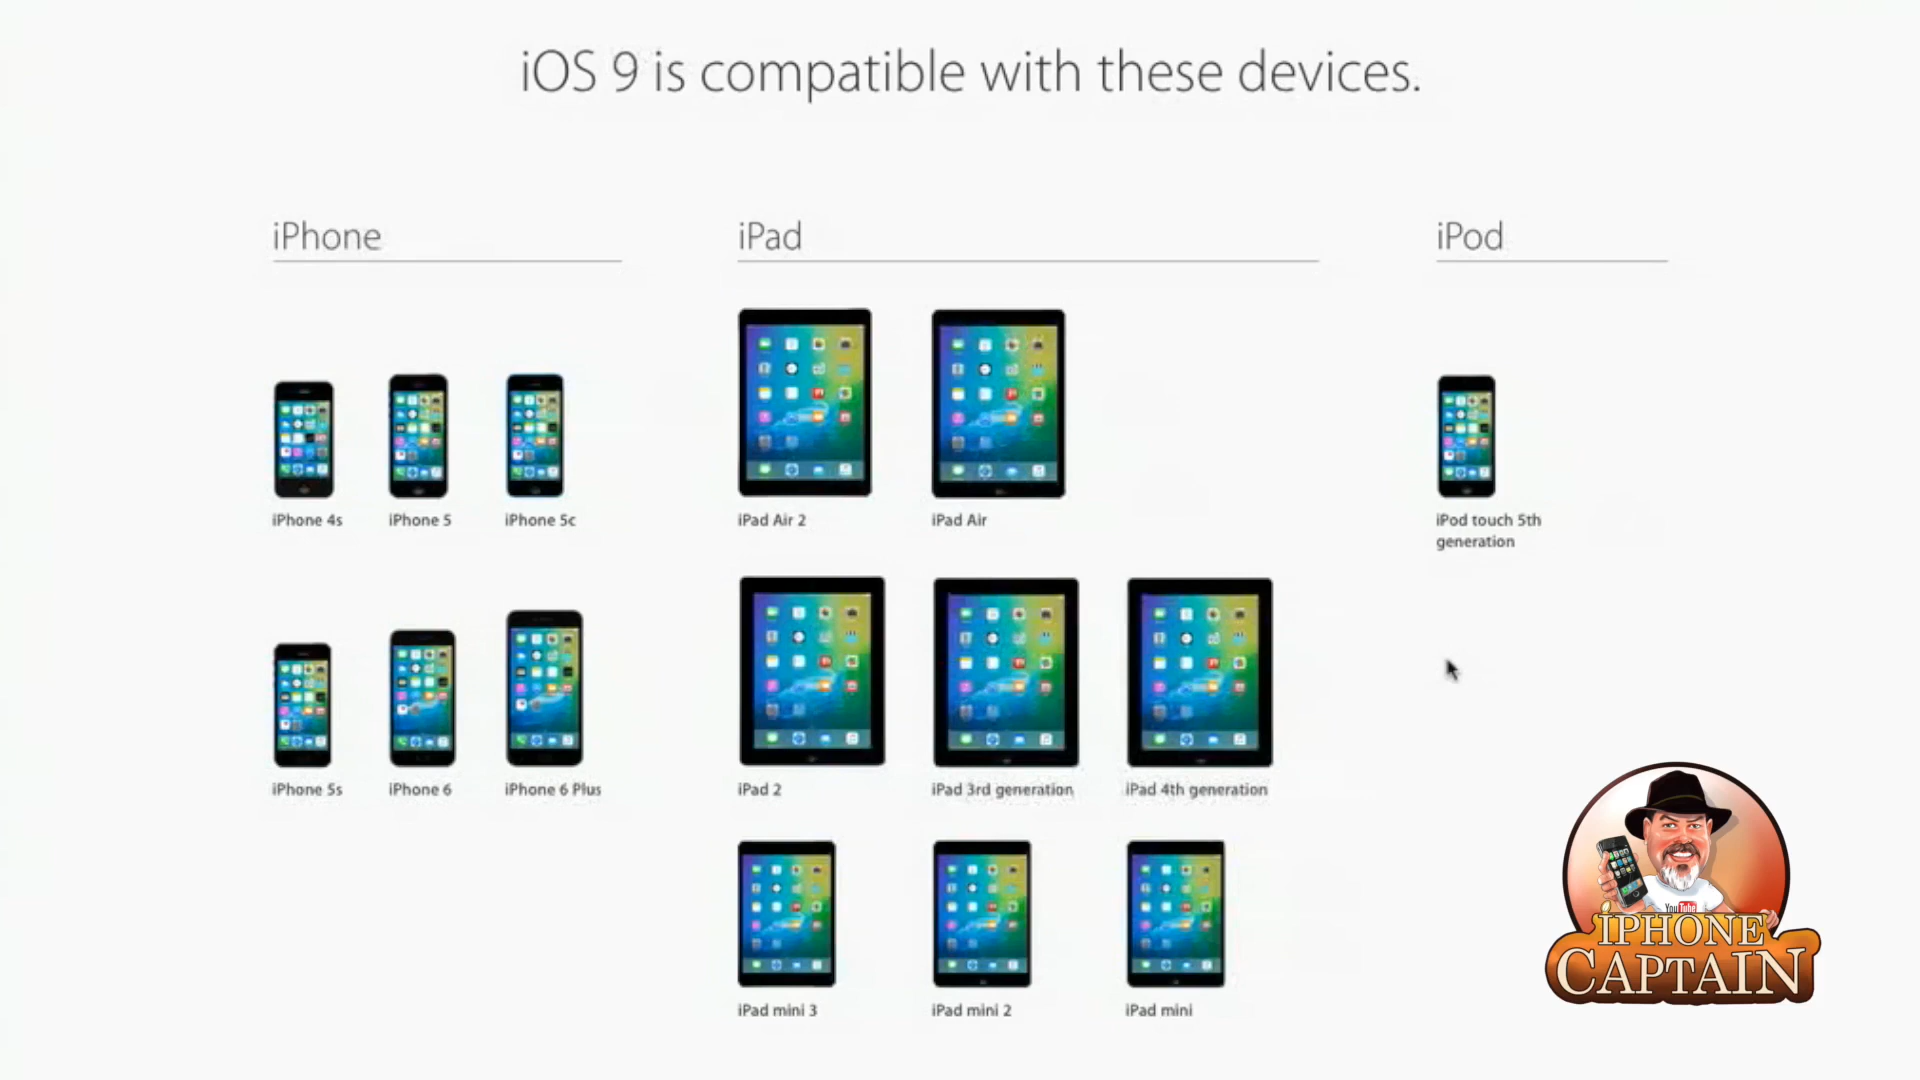 iOS 9 is compatible with these devices.
iPhone
iPad
iPod
iPhone 4s
iPhone 5
iPhone 5c
iPad Air 2
iPad Air
iPod touch 5th
generation
iPhone 5s
iPhone 6
iPhone 6 Plus
iPad 2
iPad 3rd generation
iPad 4th generation
iPad mini 3
iPad mini 2
iPad mini
YouTube
IPHONE
CAPTAIN